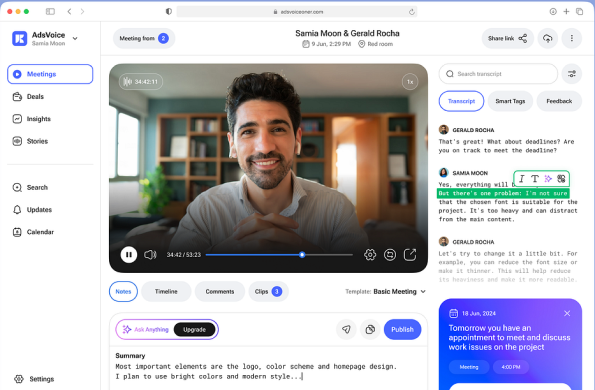 adsvoiceoner.com
AdsVoice
Samia Moon
Meeting from 2
Samia Moon & Gerald Rocha
9 Jun, 2:29 PM Red room
Share link
Meetings
Deals
Insights
Stories
Search
Updates
Calendar
Settings
34:42:11
1x
34:42 / 53:23
Notes
Timeline
Comments
Clips 3
Template: Basic Meeting
Ask Anything Upgrade
Publish
Summary
Most important elements are the logo, color scheme and homepage design.
I plan to use bright colors and modern style...
Search transcript
Transcript
Smart Tags
Feedback
GERALD ROCHA
That's great! What about deadlines? Are
you on track to meet the deadline?
SAMIA MOON
Yes, everything will
But there's one problem: I'm not sure
that the chosen font is suitable for the
project. It's too heavy and can distract
from the main content.
GERALD ROCHA
Let's try to change it a little bit. For
example, you can reduce the font size or
make it thinner. This will help reduce
its heaviness and make it more readable.
18 Jun, 2024
Tomorrow you have an
appointment to meet and discuss
work issues on the project
Meeting
4:00 PM